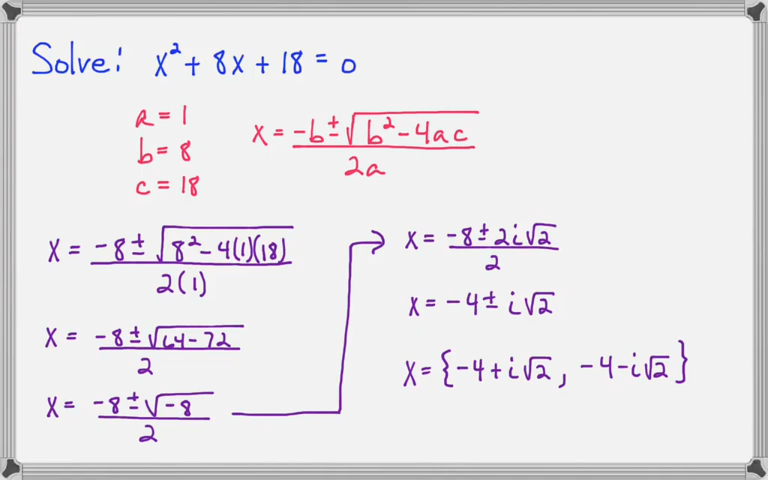 Solve: x² + 8x + 18 = 0
a = 1
b = 8
c = 18
x = (-b ± √(b² - 4ac)) / 2a
x = (-8 ± √(8² - 4(1)(18))) / 2(1)
x = (-8 ± √(64 - 72)) / 2
x = (-8 ± √(-8)) / 2
x = (-8 ± 2i√2) / 2
x = -4 ± i√2
x = {-4 + i√2, -4 - i√2}